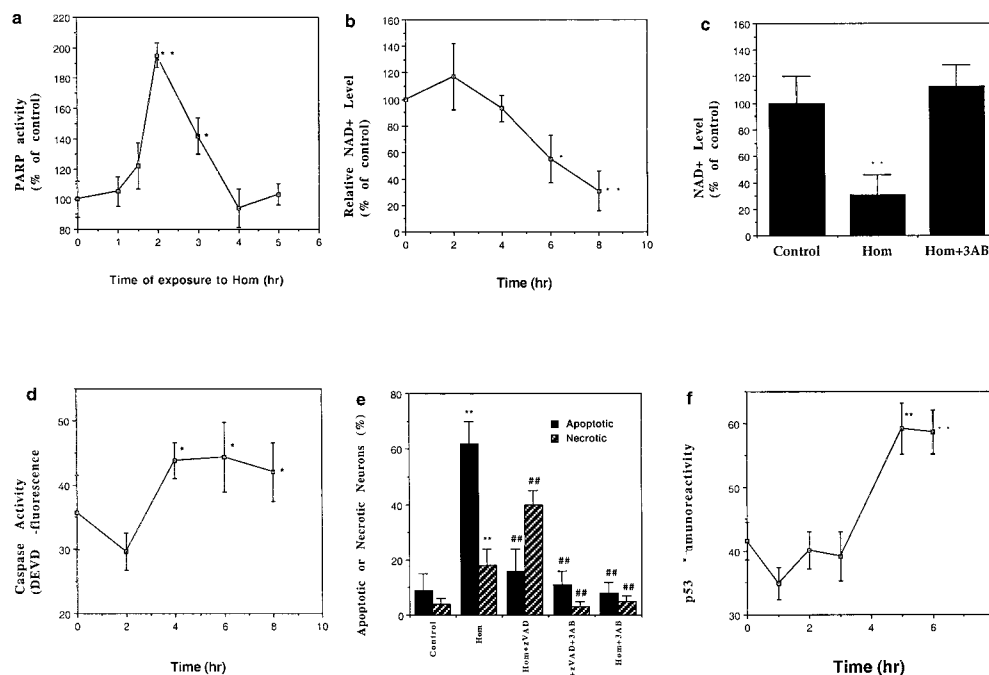 a
PARP activity
(% of control)
200
180
160
140
120
100
80
* *
*
0 1 2 3 4 5 6
Time of exposure to Hom (hr)
b
Relative NAD+ Level
(% of control)
160
140
120
100
80
60
40
20
0
*
* *
0 2 4 6 8 10
Time (hr)
c
NAD+ Level
(% of control)
160
140
120
100
80
60
40
20
0
* *
Control Hom Hom+3AB
d
Caspase Activity
(DEVD -fluorescence
50
40
30
20
*
*
*
0 2 4 6 8 10
Time (hr)
e
Apoptotic or Necrotic Neurons (%)
80
60
40
20
0
Apoptotic
Necrotic
**
**
##
##
##
##
##
##
Control
Hom
Hom+zVAD
+zVAD+3AB
Hom+3AB
f
p53 *amunoreactivity
60
50
40
30
**
* *
0 2 4 6
Time (hr)